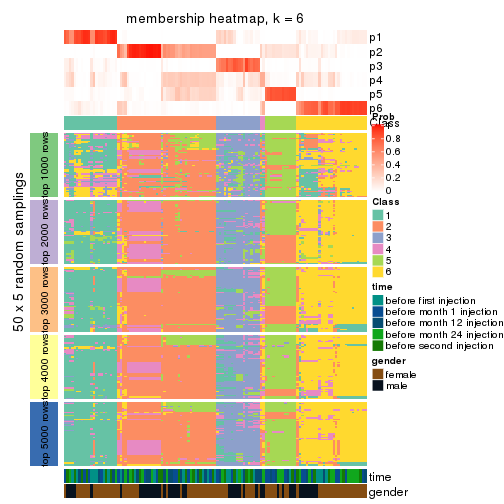 membership heatmap, k = 6
p1
p2
p3
p4
p5
p6
Class
50 x 5 random samplings
top 1000 rows
top 2000 rows
top 3000 rows
top 4000 rows
top 5000 rows
time
gender
Prob
1
0.8
0.6
0.4
0.2
0
Class
1
2
3
4
5
6
time
before first injection
before month 1 injection
before month 12 injection
before month 24 injection
before second injection
gender
female
male